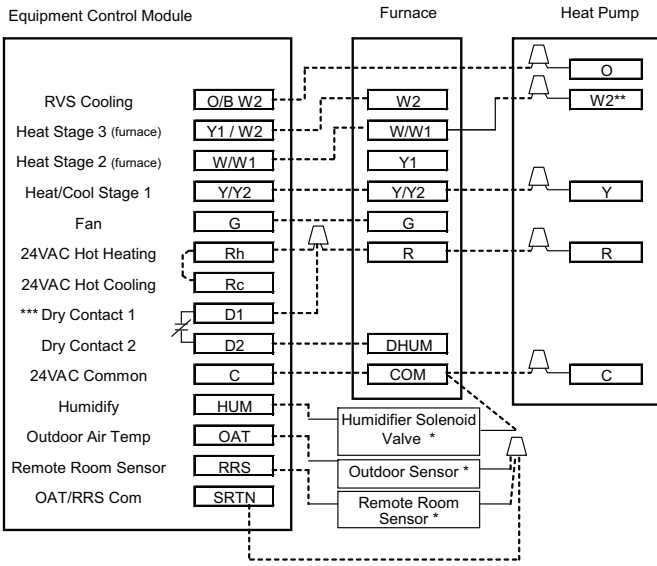 Equipment Control Module Furnace Heat Pump
O
RVS Cooling O/B W2 W2 W2**
Heat Stage 3 (furnace) Y1 / W2 W/W1
Heat Stage 2 (furnace) W/W1 Y1
Heat/Cool Stage 1 Y/Y2 Y/Y2 Y
Fan G G
24VAC Hot Heating Rh R R
24VAC Hot Cooling Rc
*** Dry Contact 1 D1
Dry Contact 2 D2 DHUM
24VAC Common C COM C
Humidify HUM Humidifier Solenoid
Valve *
Outdoor Air Temp OAT Outdoor Sensor *
Remote Room Sensor RRS Remote Room
Sensor *
OAT/RRS Com SRTN